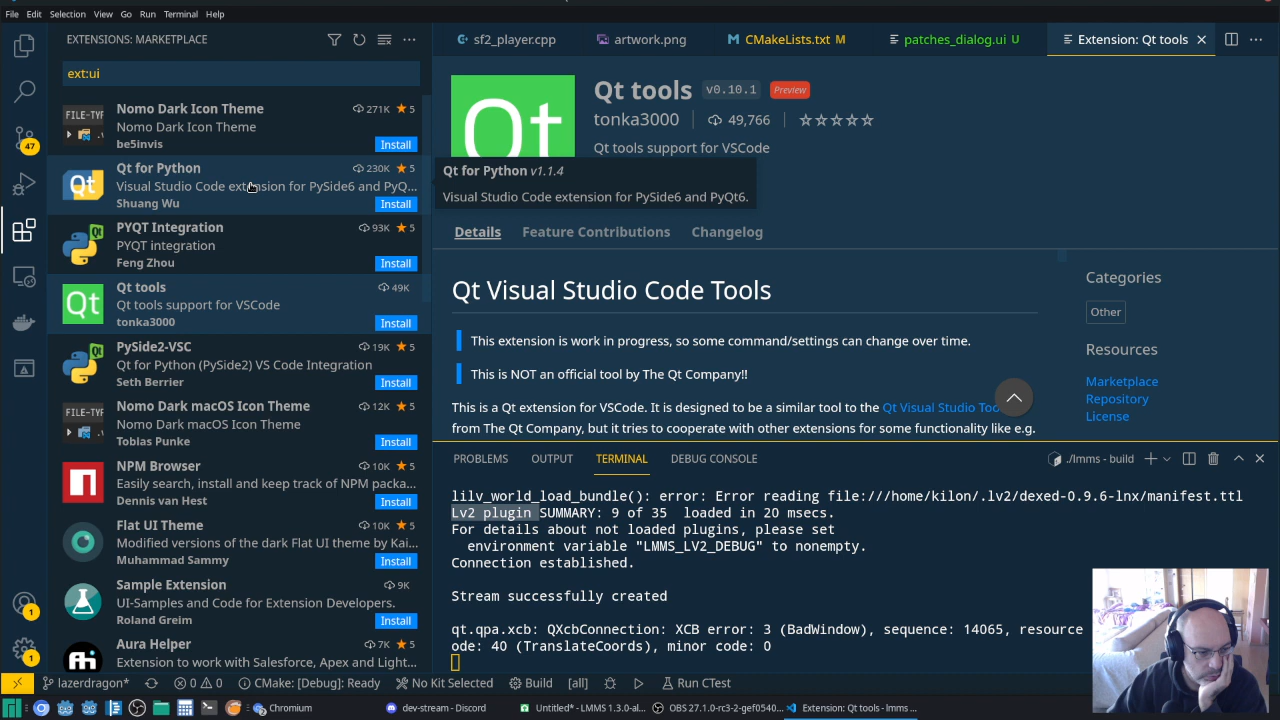 File Edit Selection View Go Run Terminal Help
EXTENSIONS: MARKETPLACE
ext:ui
FILE-TYP
Nomo Dark Icon Theme 271K ★ 5
Nomo Dark Icon Theme
be5invis Install
Qt
Qt for Python 230K ★ 5
Visual Studio Code extension for PySide6 and PyQ...
Shuang Wu Install
Qt
PYQT Integration 93K ★ 5
PYQT integration
Feng Zhou Install
Qt
Qt tools 49K
Qt tools support for VSCode
tonka3000 Install
Qt
PySide2-VSC 19K ★ 5
Qt for Python (PySide2) VS Code Integration
Seth Berrier Install
FILE-TYP
Nomo Dark macOS Icon Theme 12K ★ 5
Nomo Dark macOS Icon Theme
Tobias Punke Install
NPM Browser 10K ★ 5
Easily search, install and keep track of NPM packa...
Dennis van Hest Install
Flat UI Theme 10K ★ 5
Modified versions of the dark Flat UI theme by Kai...
Muhammad Sammy Install
Sample Extension 9K
UI-Samples and Code for Extension Developers.
Roland Greim Install
Aura Helper 7K ★ 5
Extension to work with Salesforce, Apex and Light...
47
1
1
sf2_player.cpp artwork.png CMakeLists.txt M patches_dialog.ui U Extension: Qt tools
Qt
Qt tools v0.10.1 Preview
tonka3000 49,766
Qt tools support for VSCode
Qt for Python v1.1.4
Visual Studio Code extension for PySide6 and PyQt6.
Details Feature Contributions Changelog
Qt Visual Studio Code Tools
This extension is work in progress, so some command/settings can change over time.
This is NOT an official tool by The Qt Company!!
This is a Qt extension for VSCode. It is designed to be a similar tool to the Qt Visual Studio Too
from The Qt Company, but it tries to cooperate with other extensions for some functionality like e.g.
Categories
Other
Resources
Marketplace
Repository
License
PROBLEMS OUTPUT TERMINAL DEBUG CONSOLE
./lmms - build
lilv_world_load_bundle(): error: Error reading file:///home/kilon/.lv2/dexed-0.9.6-lnx/manifest.ttl
Lv2 plugin SUMMARY: 9 of 35 loaded in 20 msecs.
For details about not loaded plugins, please set
environment variable "LMMS_LV2_DEBUG" to nonempty.
Connection established.
Stream successfully created
qt.qpa.xcb: QXcbConnection: XCB error: 3 (BadWindow), sequence: 14065, resource
ode: 40 (TranslateCoords), minor code: 0
lazerdragon* 0 0 CMake: [Debug]: Ready No Kit Selected Build [all] Run CTest
Chromium dev-stream - Discord Untitled* - LMMS 1.3.0-al... OBS 27.1.0-rc3-2-gef0540... Extension: Qt tools - ...